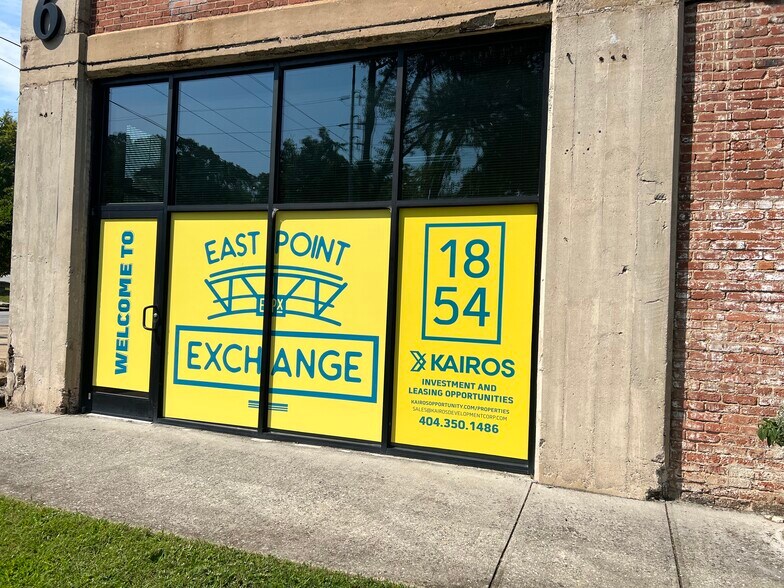 6
WELCOME TO
EAST POINT
EPX
EXCHANGE
18
54
KAIROS
INVESTMENT AND
LEASING OPPORTUNITIES
KAIROSOPPORTUNITY.COM/PROPERTIES
SALES@KAIROSDEVELOPMENTCORP.COM
404.350.1486